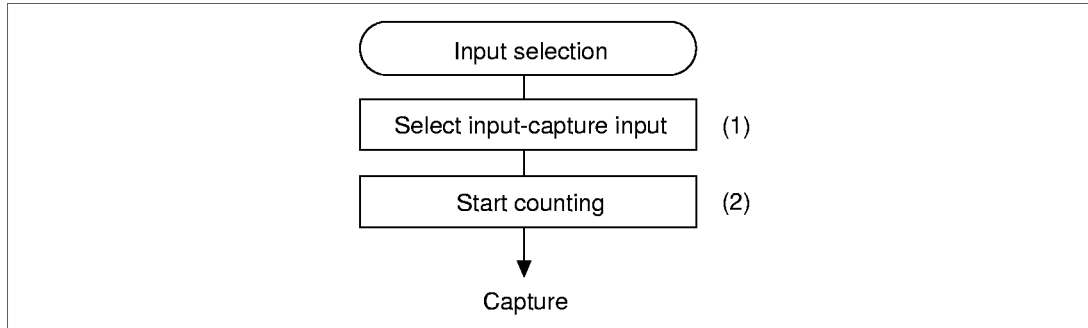 Input selection
Select input-capture input (1)
Start counting (2)
Capture